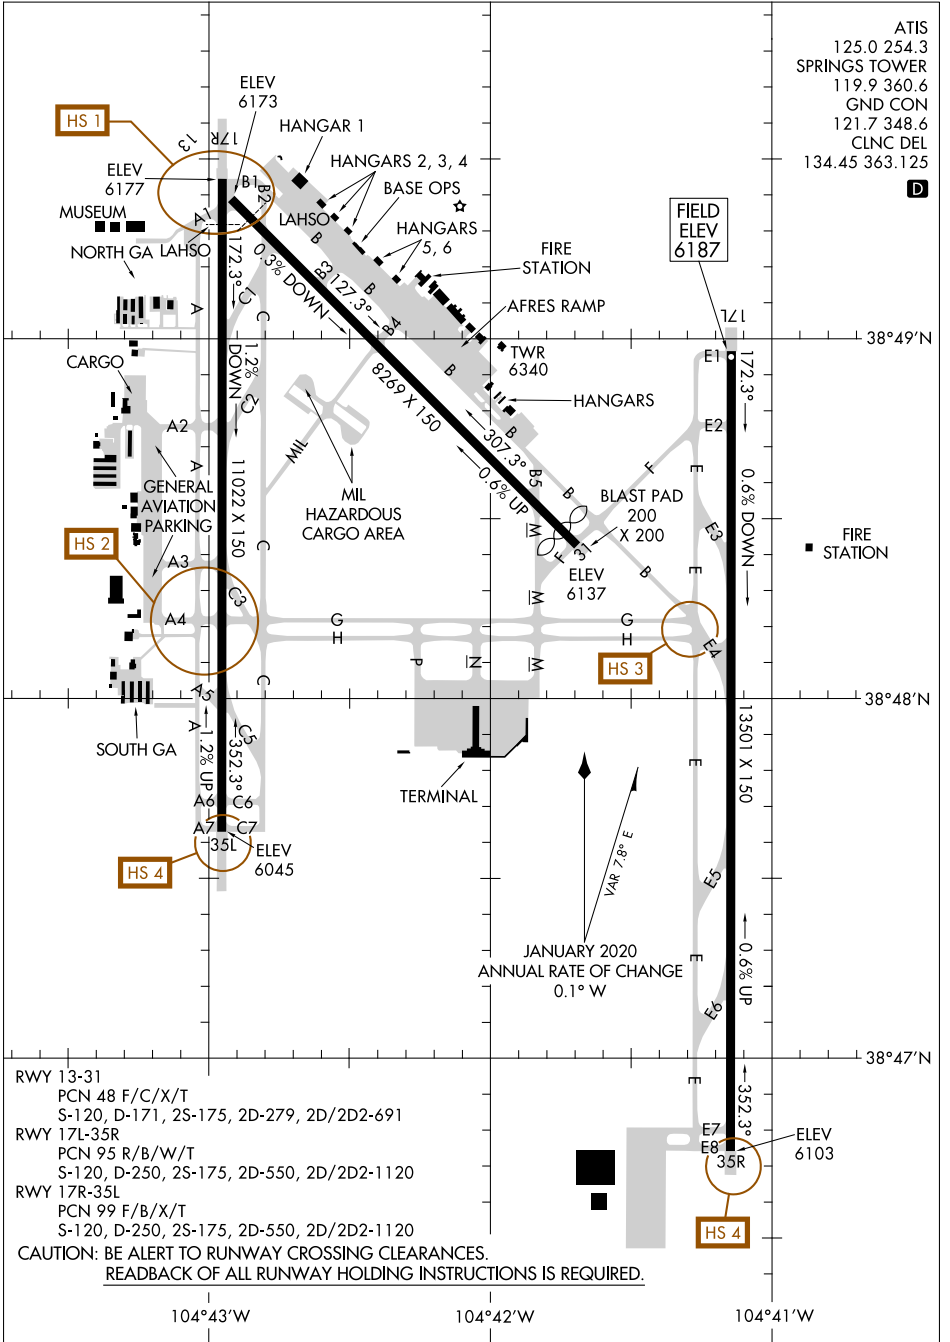 ATIS
125.0 254.3
SPRINGS TOWER
119.9 360.6
GND CON
121.7 348.6
CLNC DEL
134.45 363.125
D
ELEV
6173
HS 1
13
17R
HANGAR 1
HANGARS 2, 3, 4
BASE OPS
ELEV
6177
B1
B2
MUSEUM
A1
LAHSO
LAHSO
B
HANGARS
5, 6
FIELD
ELEV
6187
NORTH GA
172.3°
0.3% DOWN
B3
127.3°
B
FIRE
STATION
A
C1
C
B4
AFRES RAMP
17L
38°49'N
CARGO
1.2%
DOWN
8269 X 150
B
TWR
6340
E1
172.3°
C2
HANGARS
A2
MIL
307.3°
B
E2
A
11022 X 150
0.6% UP
B5
F
E
0.6% DOWN
GENERAL
AVIATION
PARKING
MIL
HAZARDOUS
CARGO AREA
B
BLAST PAD
200
X 200
E3
HS 2
C
M
F
31
FIRE
STATION
A3
ELEV
6137
B
E
C3
M
A4
G
G
H
H
E4
P
N
M
HS 3
A5
C
38°48'N
A
SOUTH GA
1.2% UP
352.3°
C5
13501 X 150
E
TERMINAL
A6
C6
A7
C7
35L
ELEV
6045
HS 4
VAR 7.8° E
E5
JANUARY 2020
ANNUAL RATE OF CHANGE
0.1° W
E
0.6% UP
E6
38°47'N
RWY 13-31
PCN 48 F/C/X/T
S-120, D-171, 2S-175, 2D-279, 2D/2D2-691
RWY 17L-35R
PCN 95 R/B/W/T
S-120, D-250, 2S-175, 2D-550, 2D/2D2-1120
RWY 17R-35L
PCN 99 F/B/X/T
S-120, D-250, 2S-175, 2D-550, 2D/2D2-1120
E
352.3°
E7
E8
35R
ELEV
6103
HS 4
CAUTION: BE ALERT TO RUNWAY CROSSING CLEARANCES.
READBACK OF ALL RUNWAY HOLDING INSTRUCTIONS IS REQUIRED.
104°43'W
104°42'W
104°41'W